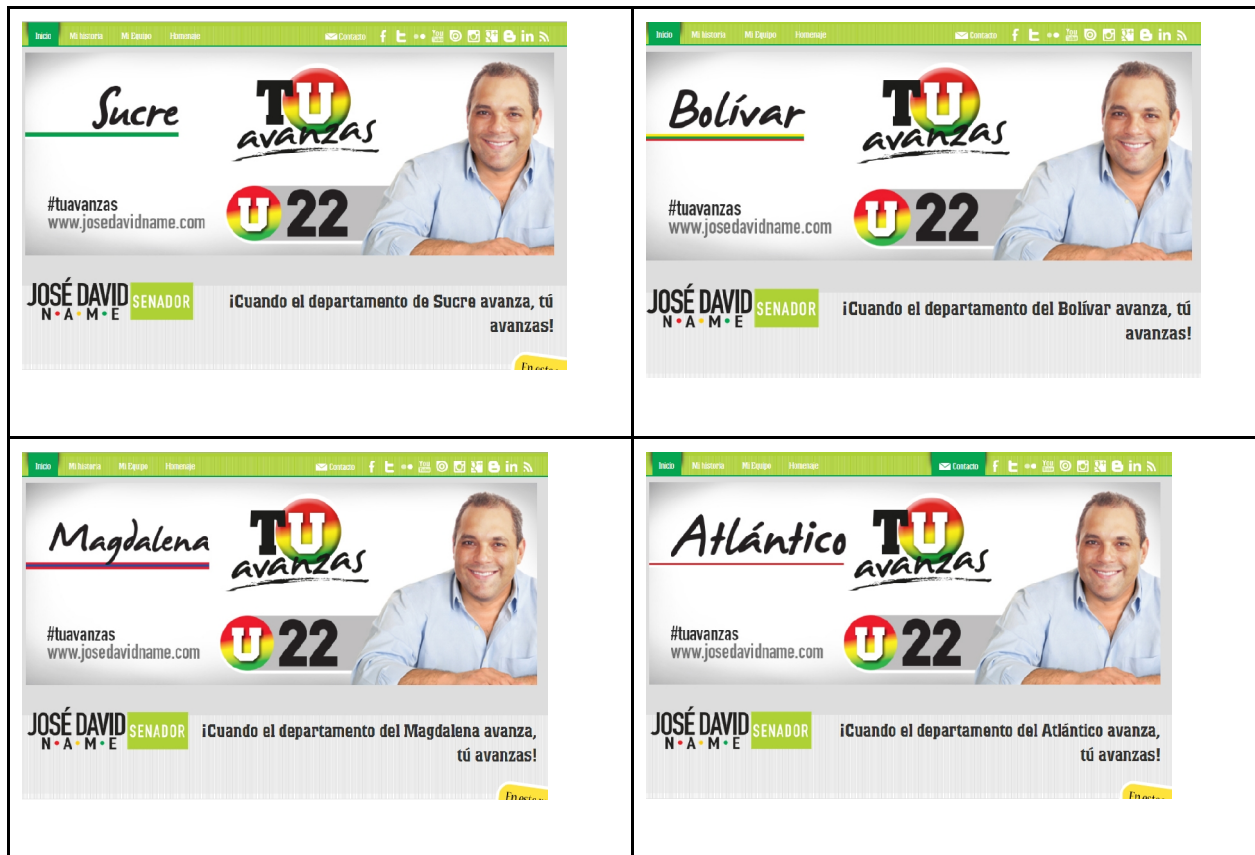 Inicio Mi historia Mi Equipo Homenaje Contacto
Sucre
TU
avanzas
#tuavanzas
www.josedavidname.com
U 22
JOSÉ DAVID
N•A•M•E
SENADOR
¡Cuando el departamento de Sucre avanza, tú
avanzas!
En estos
Inicio Mi historia Mi Equipo Homenaje Contacto
Bolívar
TU
avanzas
#tuavanzas
www.josedavidname.com
U 22
JOSÉ DAVID
N•A•M•E
SENADOR
¡Cuando el departamento del Bolívar avanza, tú
avanzas!
Inicio Mi historia Mi Equipo Homenaje Contacto
Magdalena
TU
avanzas
#tuavanzas
www.josedavidname.com
U 22
JOSÉ DAVID
N•A•M•E
SENADOR
¡Cuando el departamento del Magdalena avanza,
tú avanzas!
Inicio Mi historia Mi Equipo Homenaje Contacto
Atlántico
TU
avanzas
#tuavanzas
www.josedavidname.com
U 22
JOSÉ DAVID
N•A•M•E
SENADOR
¡Cuando el departamento del Atlántico avanza,
tú avanzas!